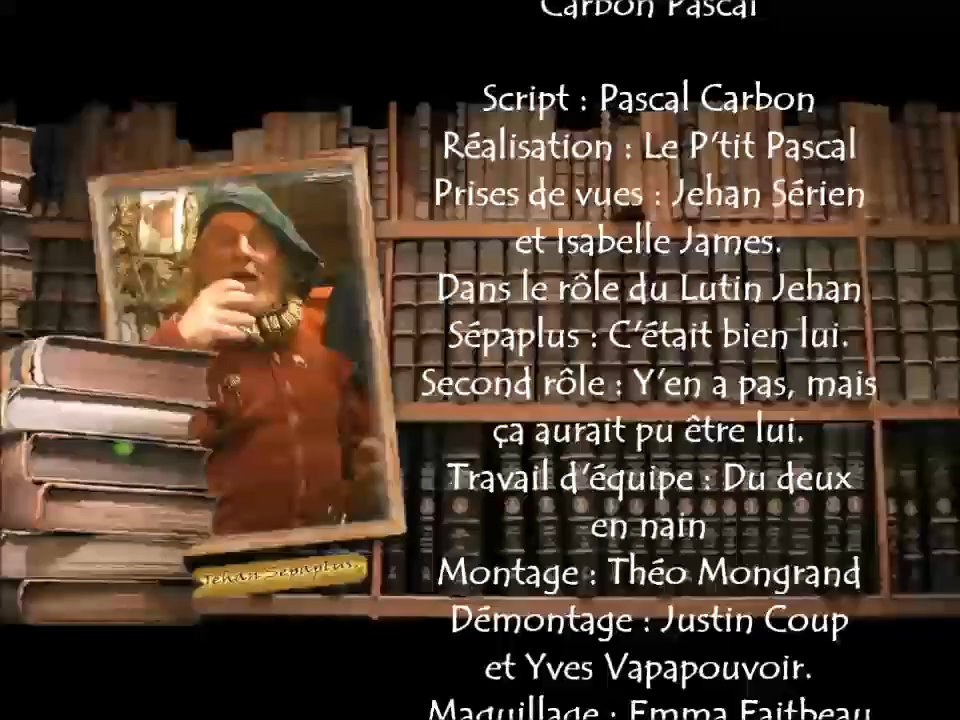 Carbon Pascal
Script : Pascal Carbon
Réalisation : Le P'tit Pascal
Prises de vues : Jehan Sérien
et Isabelle James.
Dans le rôle du Lutin Jehan
Sépaplus : C'était bien lui.
Second rôle : Y'en a pas, mais
ça aurait pu être lui.
Travail d'équipe : Du deux
en nain
Montage : Théo Mongrand
Démontage : Justin Coup
et Yves Vapapouvoir.
Maquillage : Emma Faitbeau
Jehan Sépaplus.